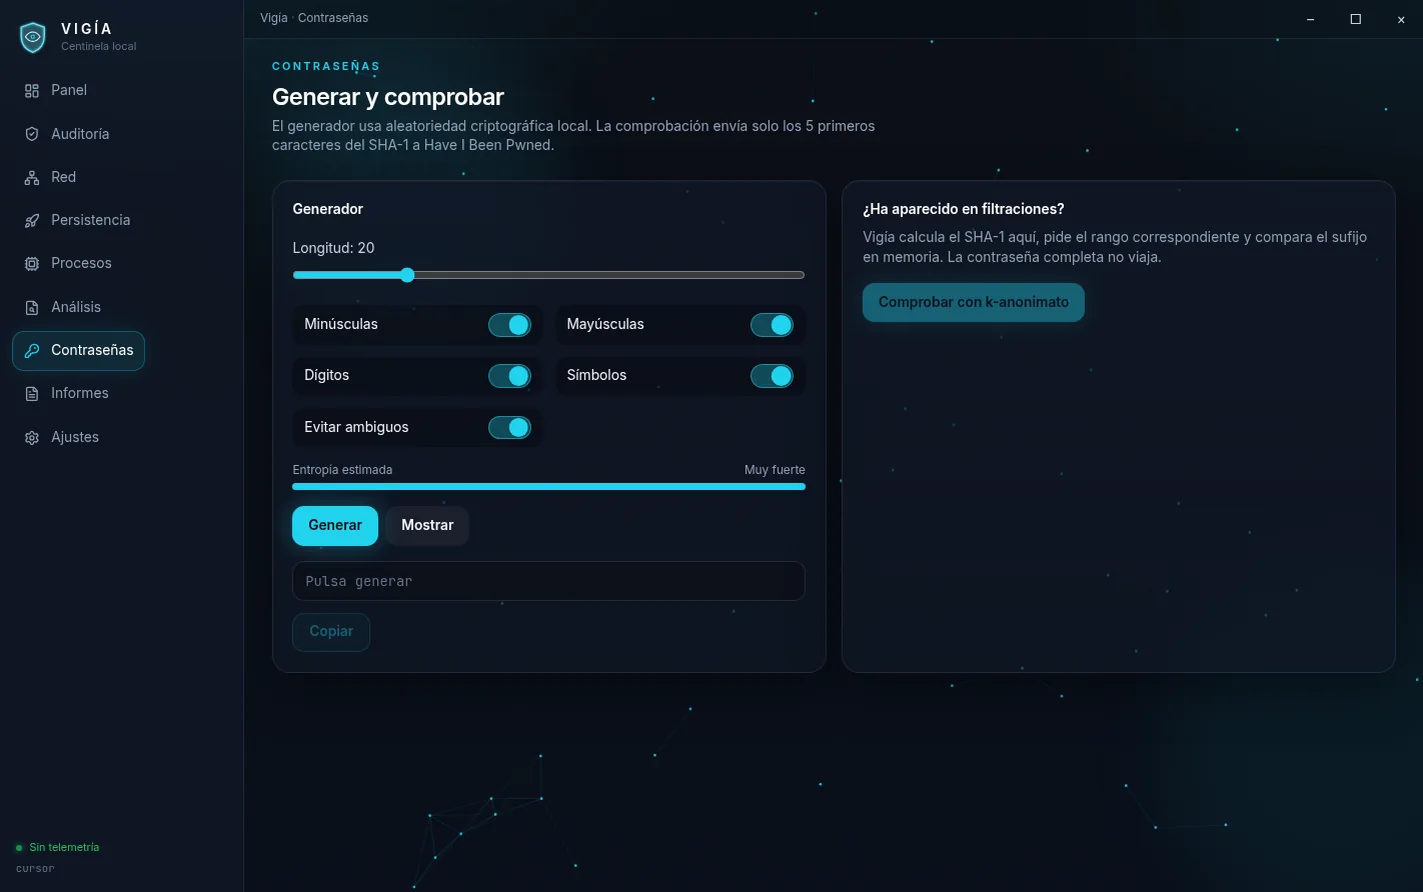 VIGÍA
Centinela local
Panel
Auditoría
Red
Persistencia
Procesos
Análisis
Contraseñas
Informes
Ajustes
Sin telemetría
cursor
Vigía · Contraseñas
CONTRASEÑAS
Generar y comprobar
El generador usa aleatoriedad criptográfica local. La comprobación envía solo los 5 primeros
caracteres del SHA-1 a Have I Been Pwned.
Generador
Longitud: 20
Minúsculas
Mayúsculas
Dígitos
Símbolos
Evitar ambiguos
Entropía estimada
Muy fuerte
Generar
Mostrar
Pulsa generar
Copiar
¿Ha aparecido en filtraciones?
Vigía calcula el SHA-1 aquí, pide el rango correspondiente y compara el sufijo
en memoria. La contraseña completa no viaja.
Comprobar con k-anonimato